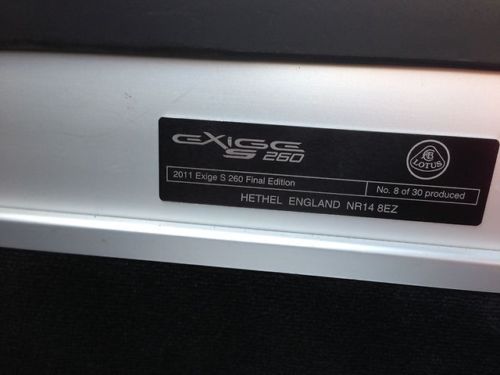 EXIGE
S 260
LOTUS
2011 Exige S 260 Final Edition
No. 8 of 30 produced
HETHEL ENGLAND NR14 8EZ